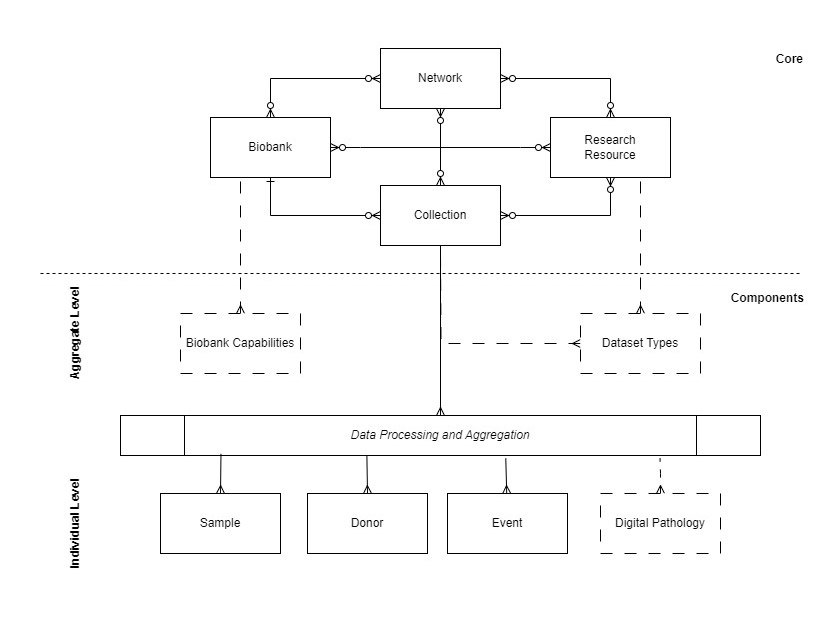 Network
Core
Biobank
Research
Resource
Collection
Components
Aggregate Level
Biobank Capabilities
Dataset Types
Data Processing and Aggregation
Individual Level
Sample
Donor
Event
Digital Pathology